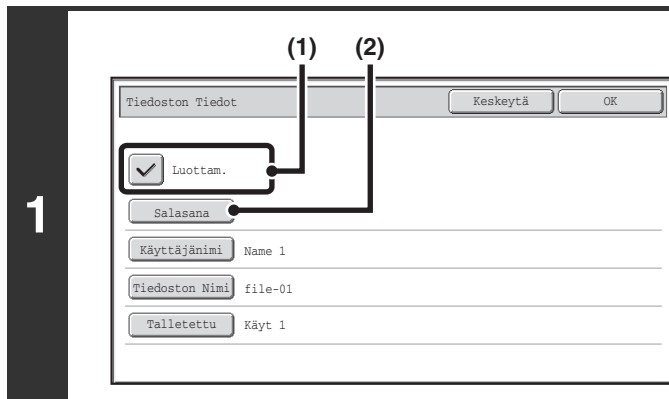 (1) (2)
Tiedoston Tiedot Keskeytä OK
Luottam.
1
Salasana
Käyttäjänimi Name 1
Tiedoston Nimi file-01
Talletettu Käyt 1